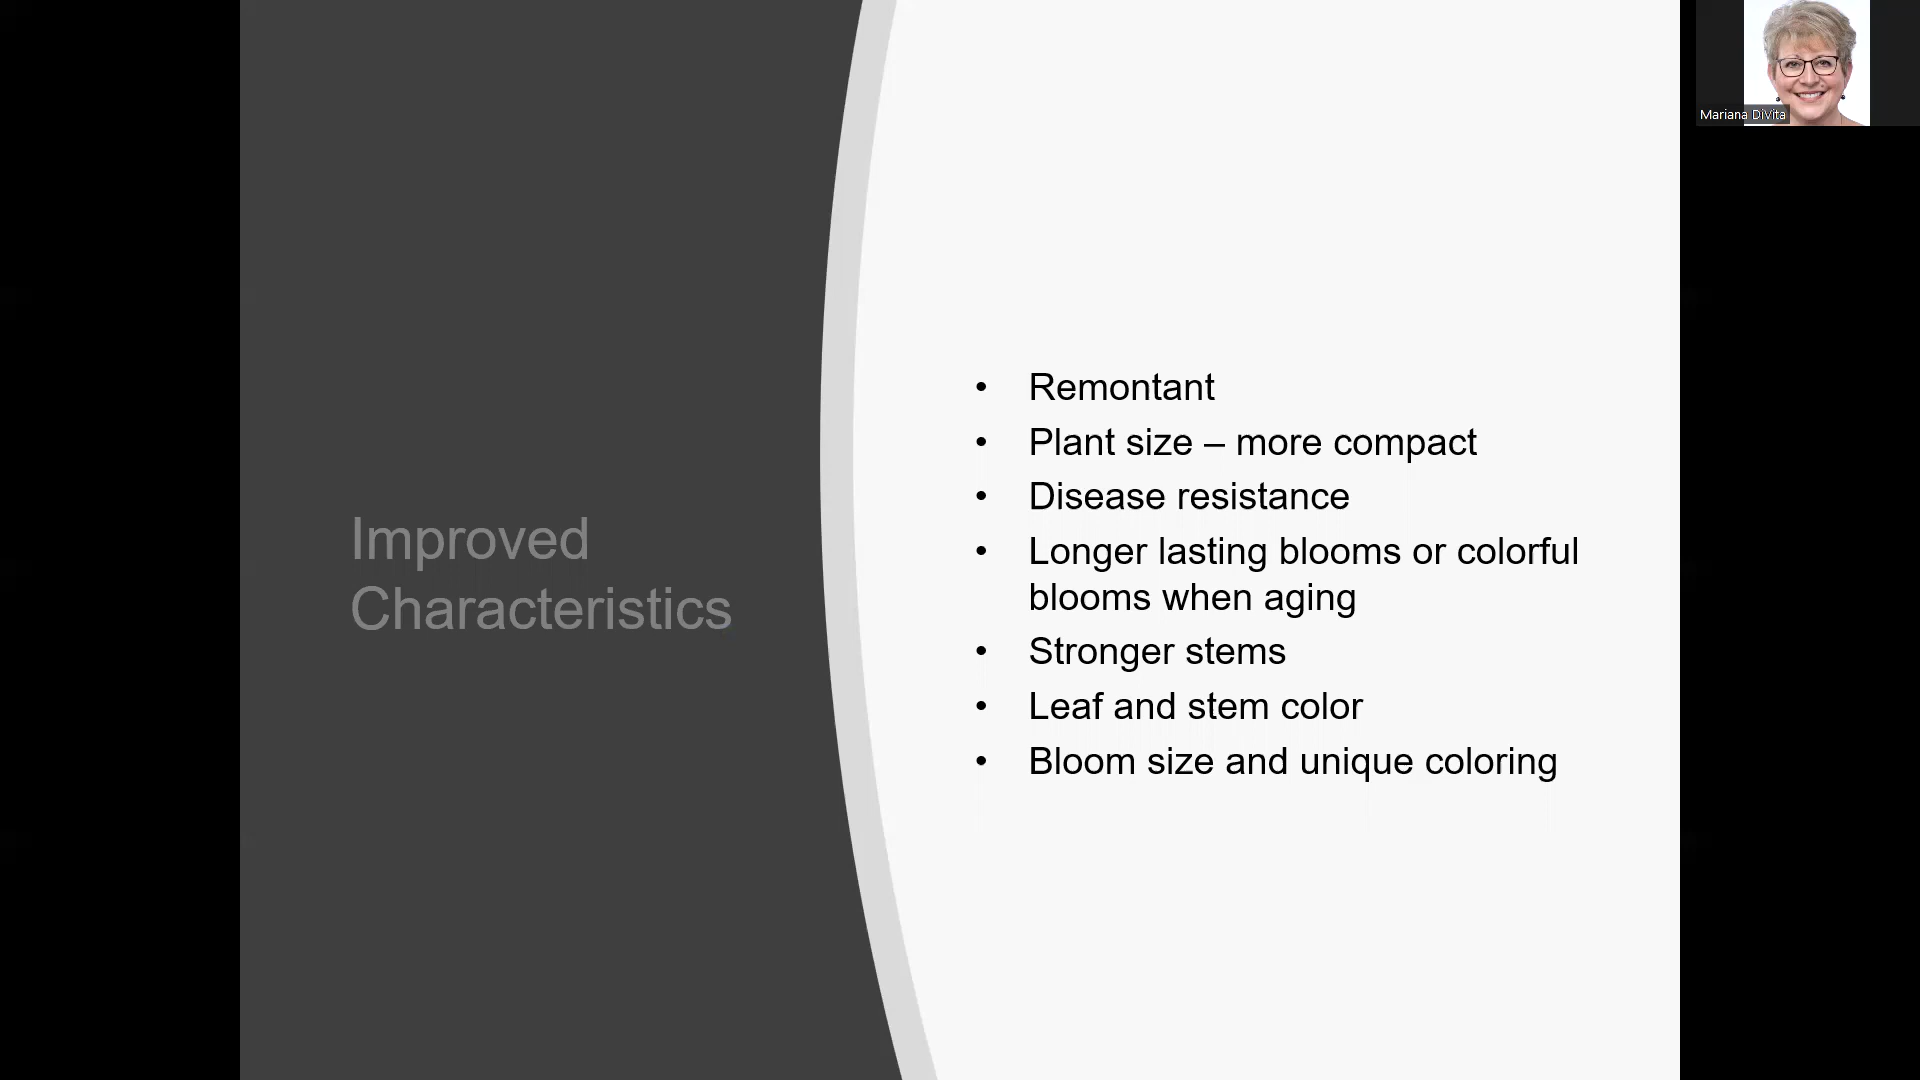 Mariana DiVita
Improved
Characteristics
• Remontant
• Plant size – more compact
• Disease resistance
• Longer lasting blooms or colorful
blooms when aging
• Stronger stems
• Leaf and stem color
• Bloom size and unique coloring